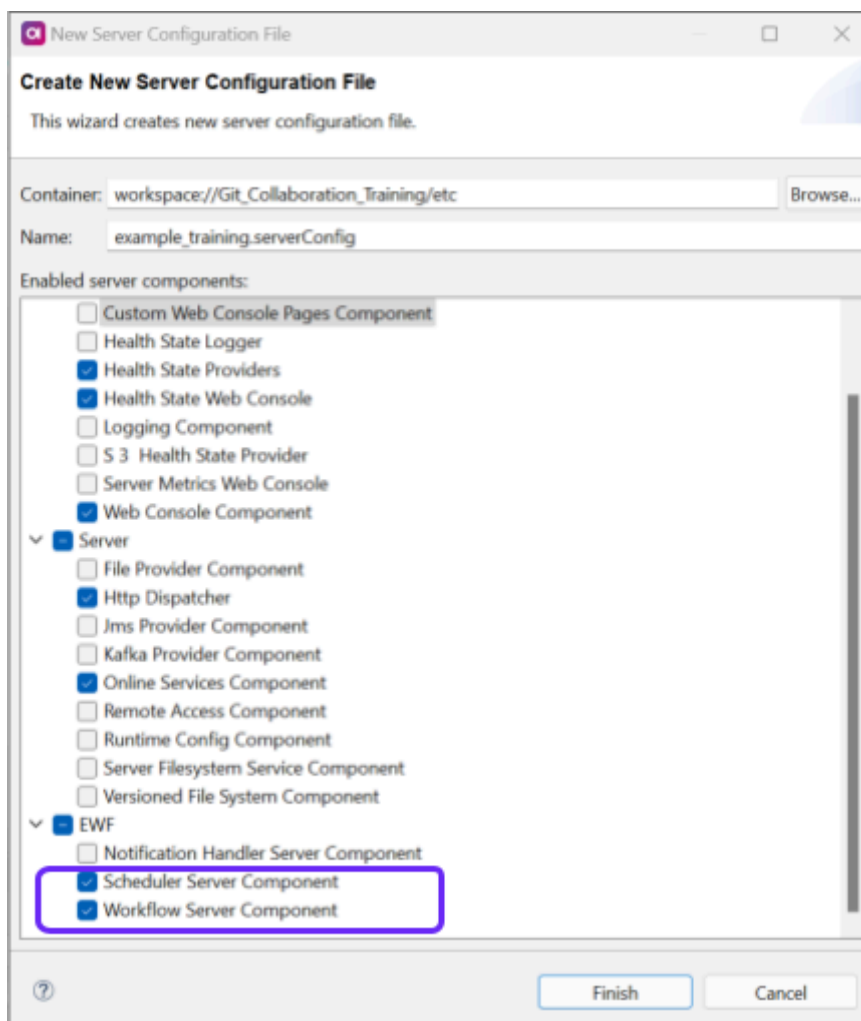 New Server Configuration File
Create New Server Configuration File
This wizard creates new server configuration file.
Container: workspace://Git_Collaboration_Training/etc Browse...
Name: example_training.serverConfig
Enabled server components:
Custom Web Console Pages Component
Health State Logger
Health State Providers
Health State Web Console
Logging Component
S 3 Health State Provider
Server Metrics Web Console
Web Console Component
Server
File Provider Component
Http Dispatcher
Jms Provider Component
Kafka Provider Component
Online Services Component
Remote Access Component
Runtime Config Component
Server Filesystem Service Component
Versioned File System Component
EWF
Notification Handler Server Component
Scheduler Server Component
Workflow Server Component
? Finish Cancel